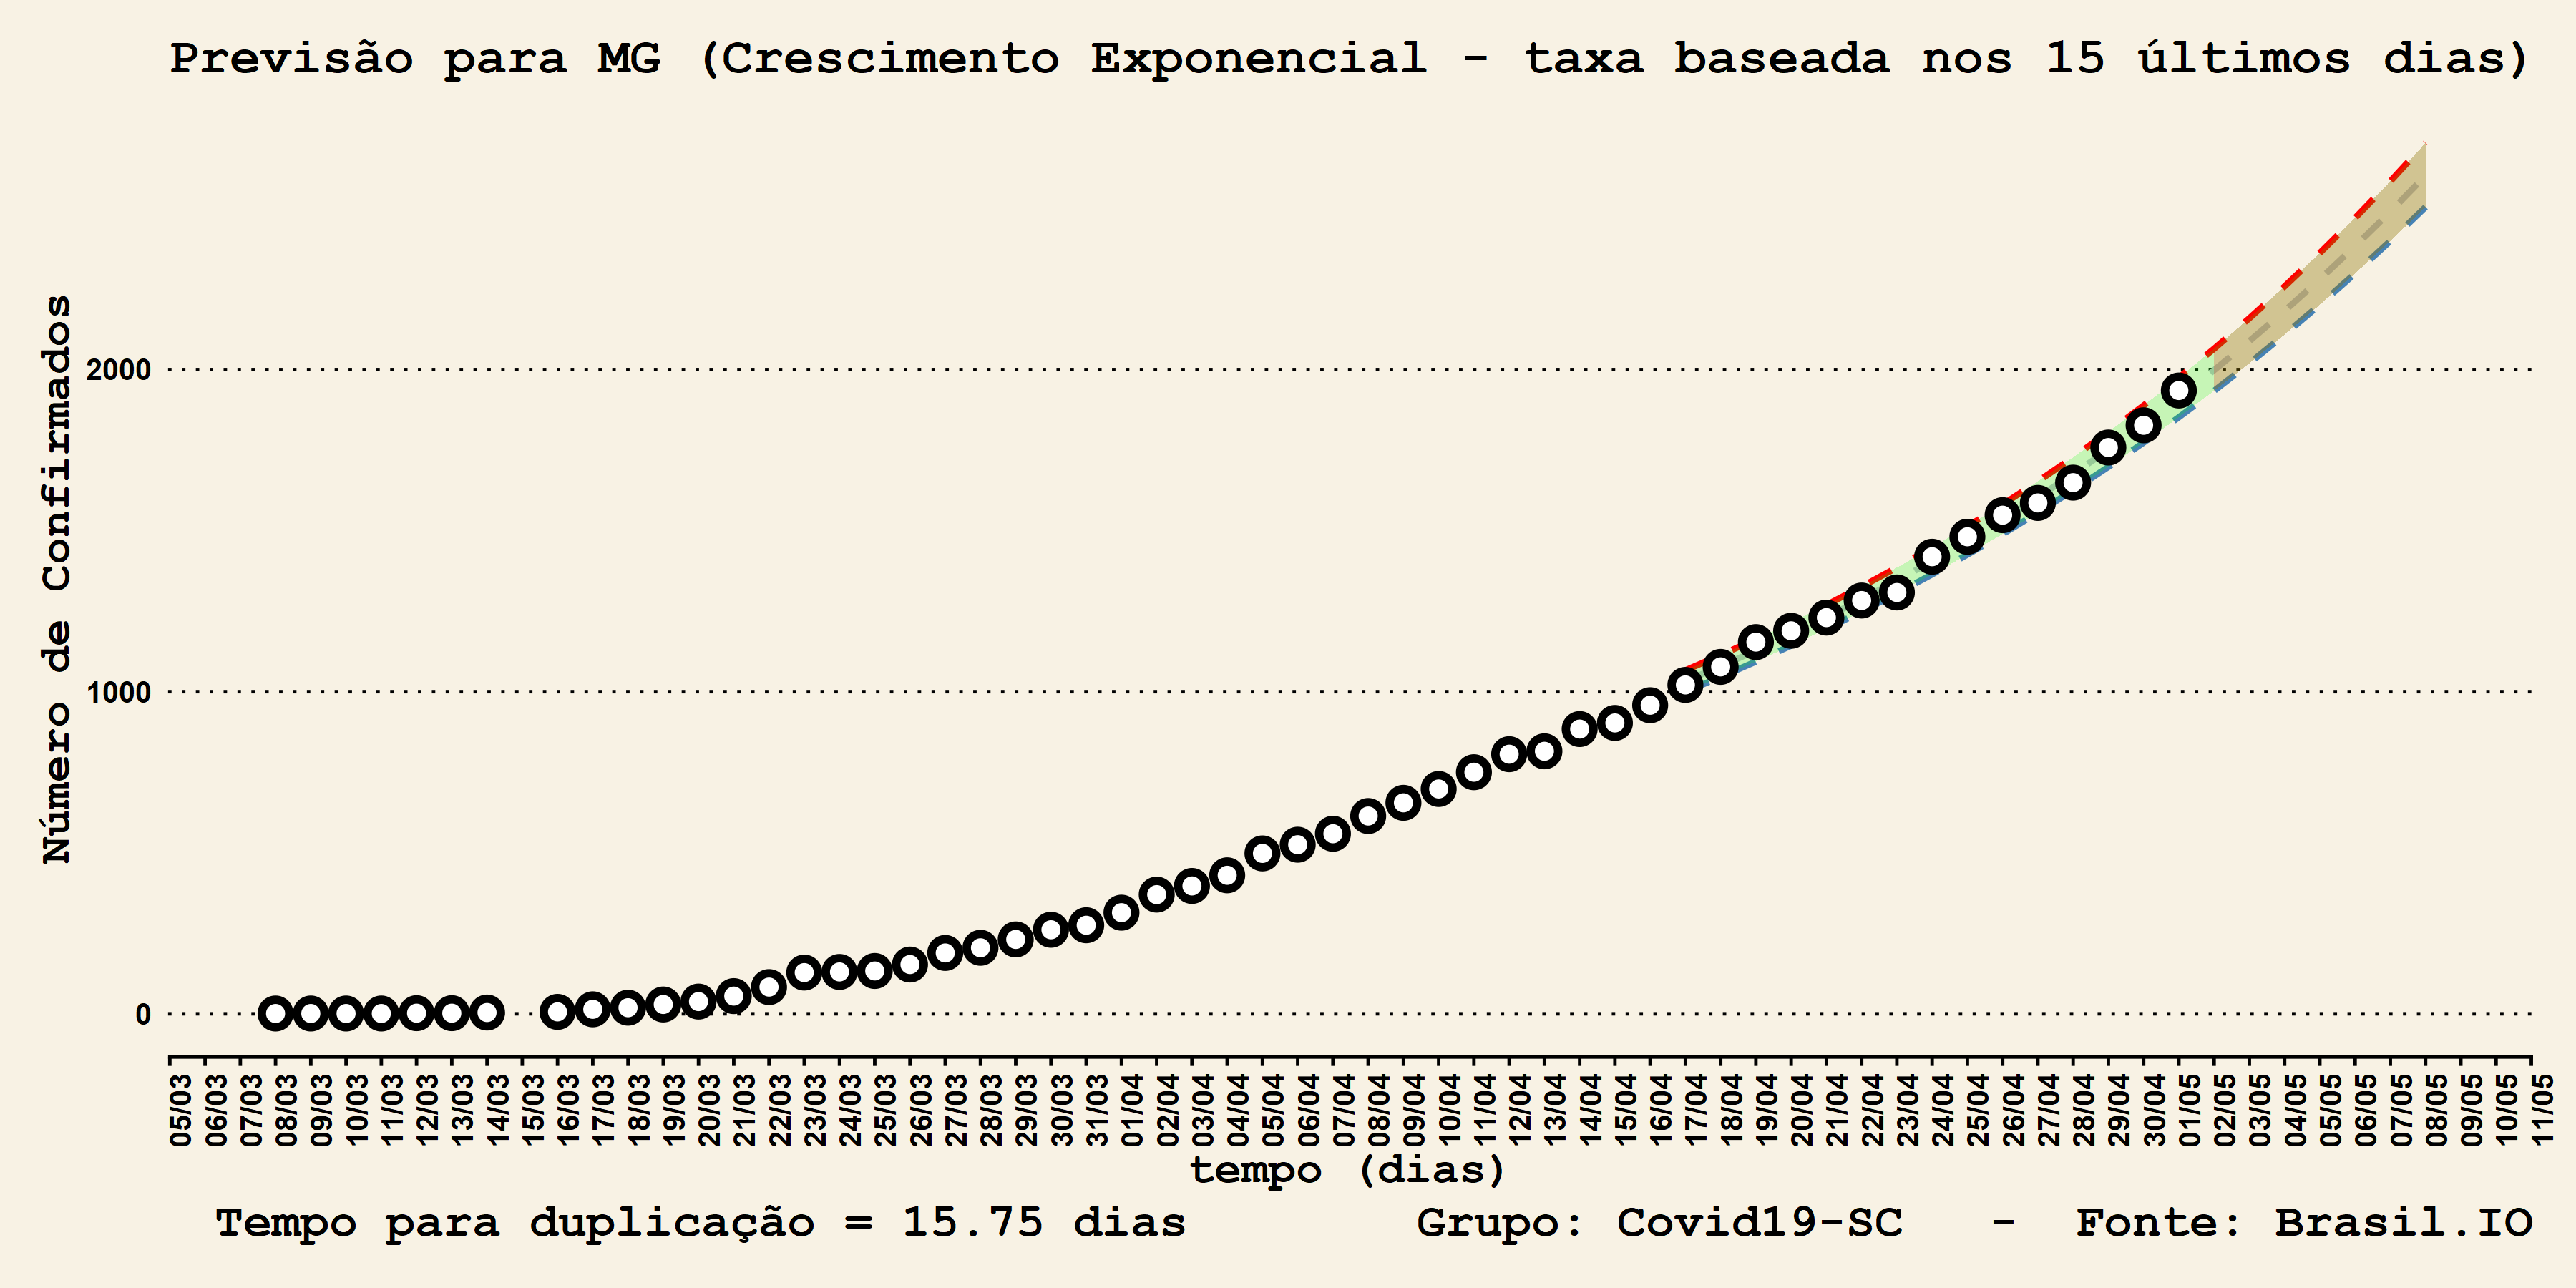 Previsão para MG (Crescimento Exponencial - taxa baseada nos 15 últimos dias)
Número de Confirmados
2000
1000
0
05/03 06/03 07/03 08/03 09/03 10/03 11/03 12/03 13/03 14/03 15/03 16/03 17/03 18/03 19/03 20/03 21/03 22/03 23/03 24/03 25/03 26/03 27/03 28/03 29/03 30/03 31/03 01/04 02/04 03/04 04/04 05/04 06/04 07/04 08/04 09/04 10/04 11/04 12/04 13/04 14/04 15/04 16/04 17/04 18/04 19/04 20/04 21/04 22/04 23/04 24/04 25/04 26/04 27/04 28/04 29/04 30/04 01/05 02/05 03/05 04/05 05/05 06/05 07/05 08/05 09/05 10/05 11/05
tempo (dias)
Tempo para duplicação = 15.75 dias Grupo: Covid19-SC - Fonte: Brasil.IO